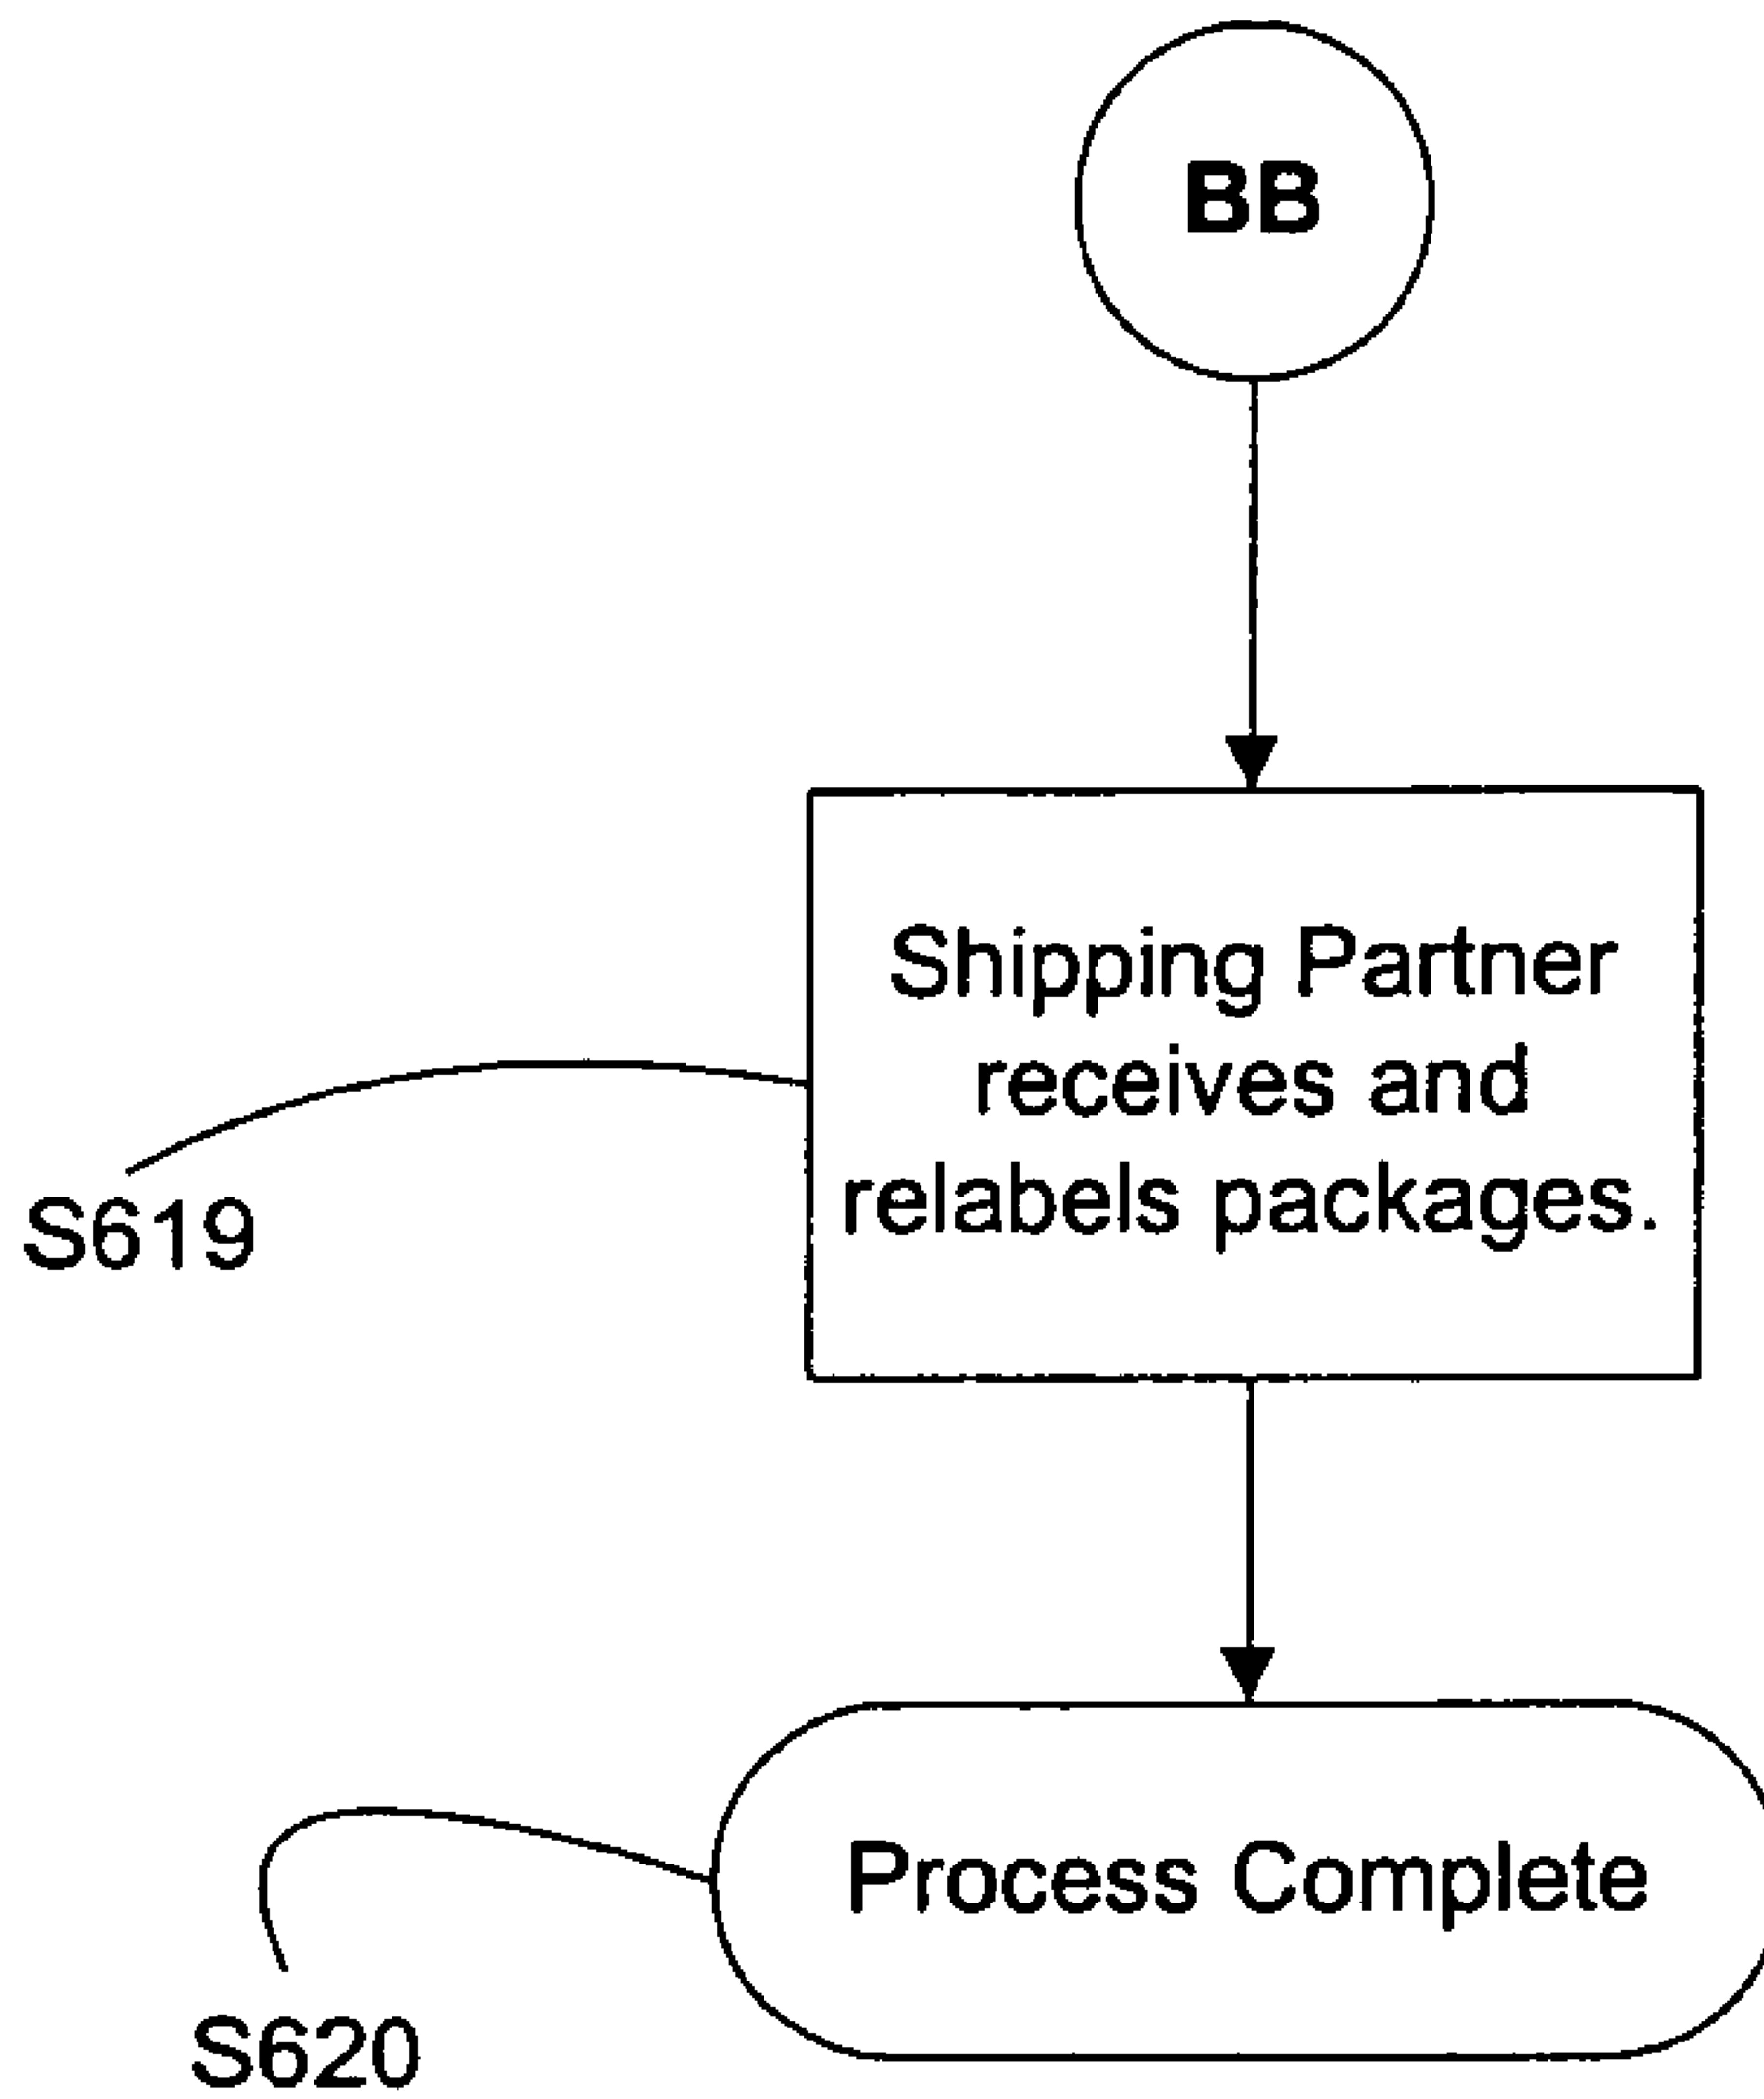 BB
Shipping Partner
receives and
relabels packages.
S619
Process Complete
S620